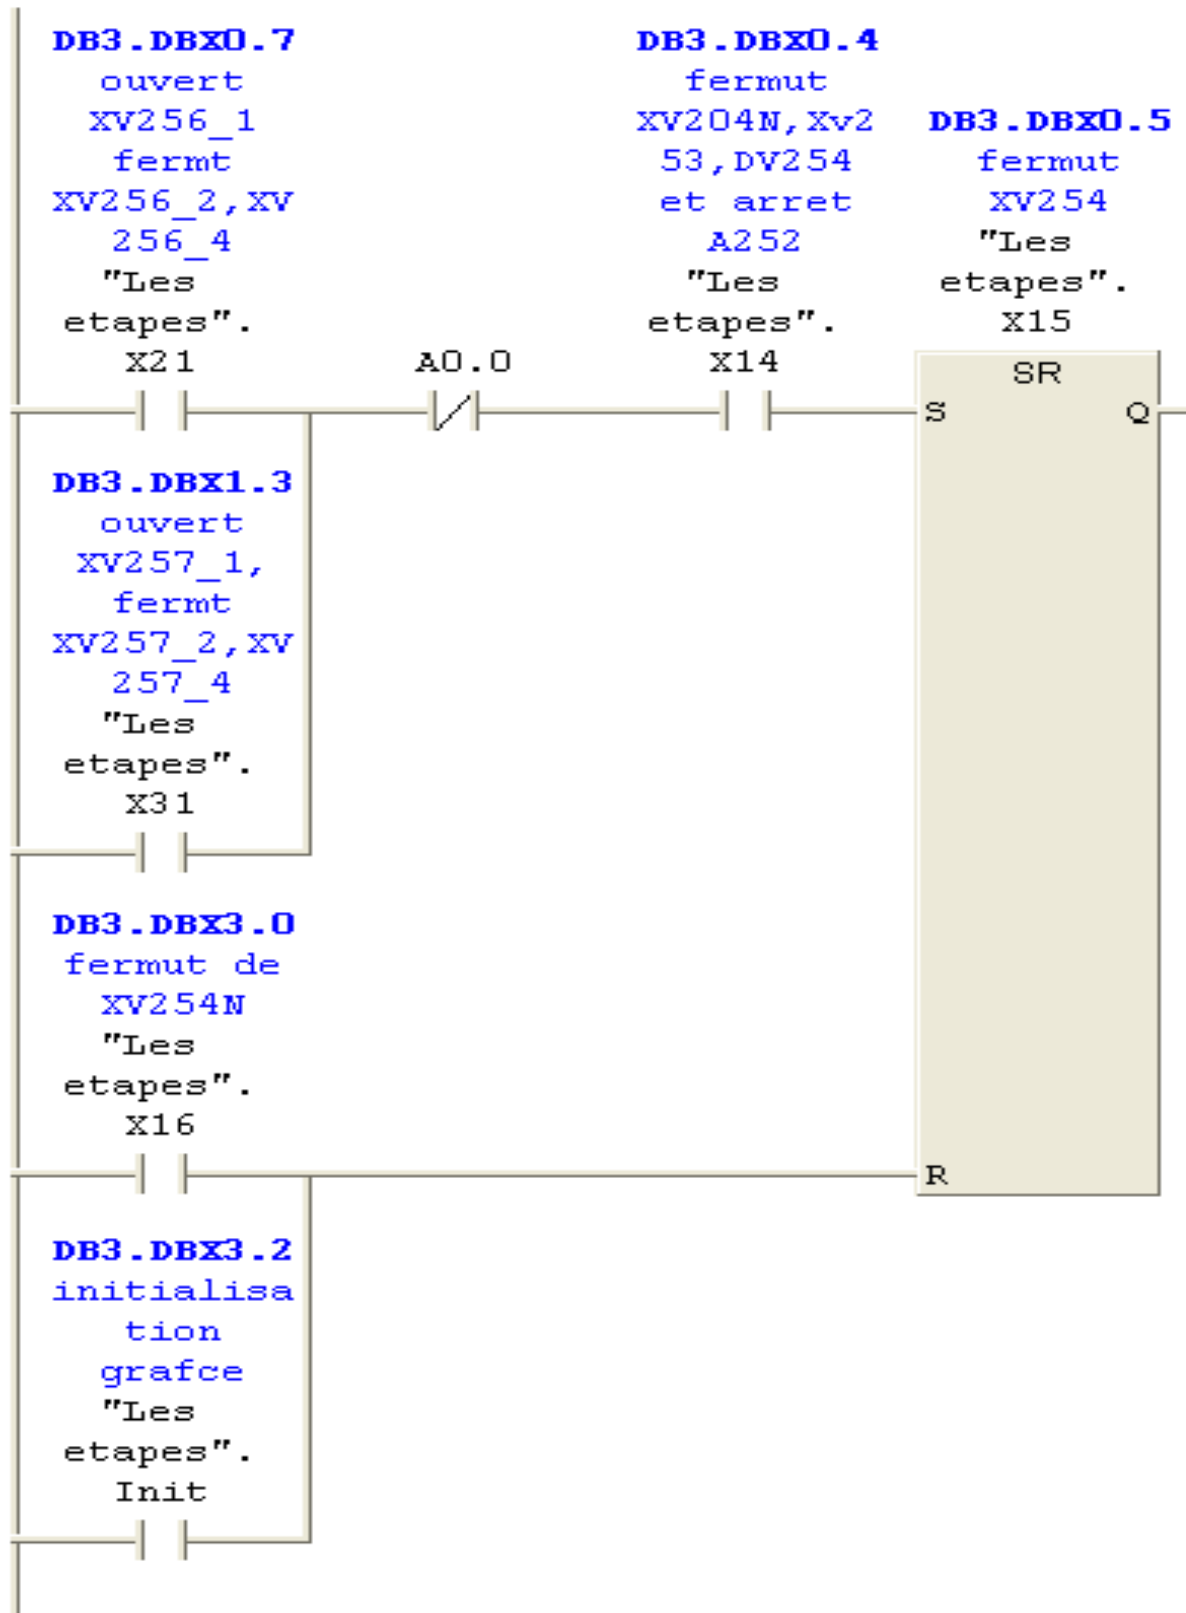 DB3.DBX0.7
ouvert
XV256_1
fermt
XV256_2,XV
256_4
"Les
etapes".
X21
A0.0
DB3.DBX0.4
fermut
XV204N,Xv2
53,DV254
et arret
A252
"Les
etapes".
X14
DB3.DBX0.5
fermut
XV254
"Les
etapes".
X15
SR
S
Q
DB3.DBX1.3
ouvert
XV257_1,
fermt
XV257_2,XV
257_4
"Les
etapes".
X31
DB3.DBX3.0
fermut de
XV254N
"Les
etapes".
X16
R
DB3.DBX3.2
initialisa
tion
grafce
"Les
etapes".
Init